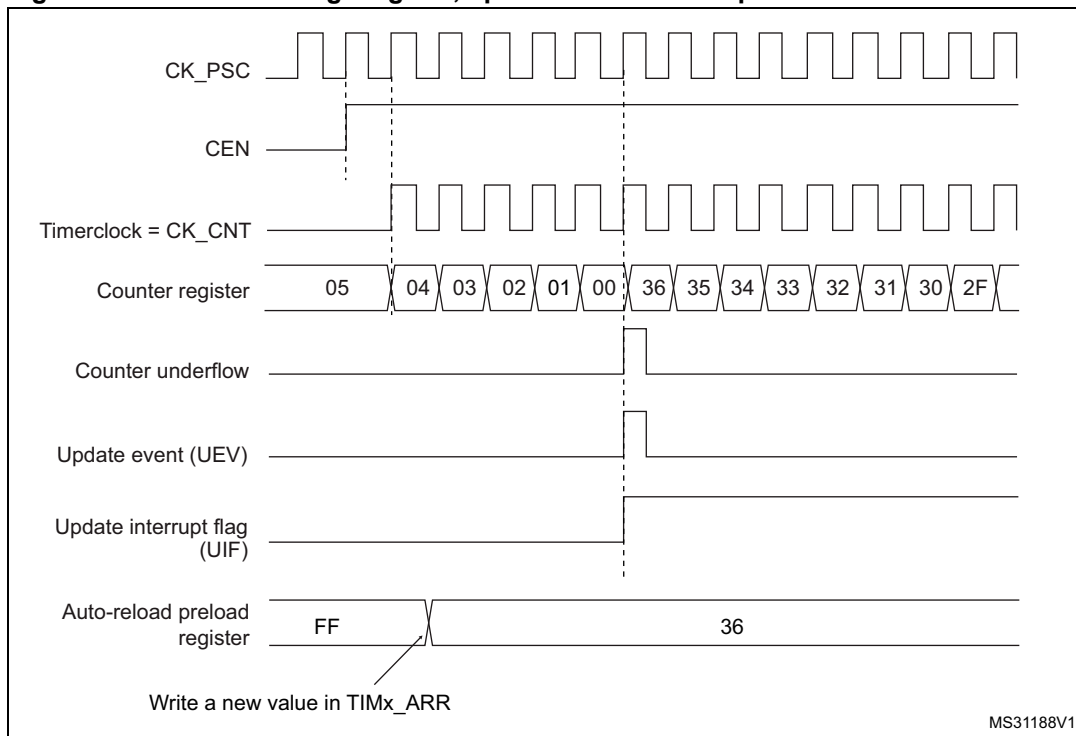 CK_PSC
CEN
Timerclock = CK_CNT
Counter register
05 04 03 02 01 00 36 35 34 33 32 31 30 2F
Counter underflow
Update event (UEV)
Update interrupt flag
(UIF)
Auto-reload preload
register
FF 36
Write a new value in TIMx_ARR
MS31188V1